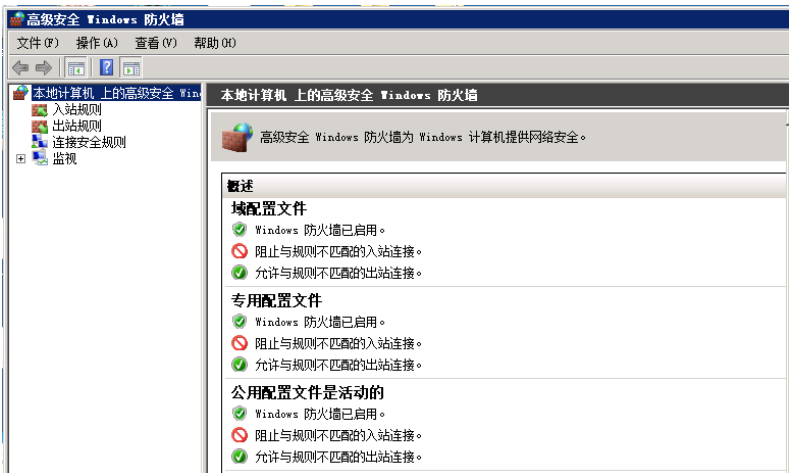 高级安全 Windows 防火墙
文件(F) 操作(A) 查看(V) 帮助(H)
本地计算机 上的高级安全 Win
入站规则
出站规则
连接安全规则
监视
本地计算机 上的高级安全 Windows 防火墙
高级安全 Windows 防火墙为 Windows 计算机提供网络安全。
概述
域配置文件
Windows 防火墙已启用。
阻止与规则不匹配的入站连接。
允许与规则不匹配的出站连接。
专用配置文件
Windows 防火墙已启用。
阻止与规则不匹配的入站连接。
允许与规则不匹配的出站连接。
公用配置文件是活动的
Windows 防火墙已启用。
阻止与规则不匹配的入站连接。
允许与规则不匹配的出站连接。